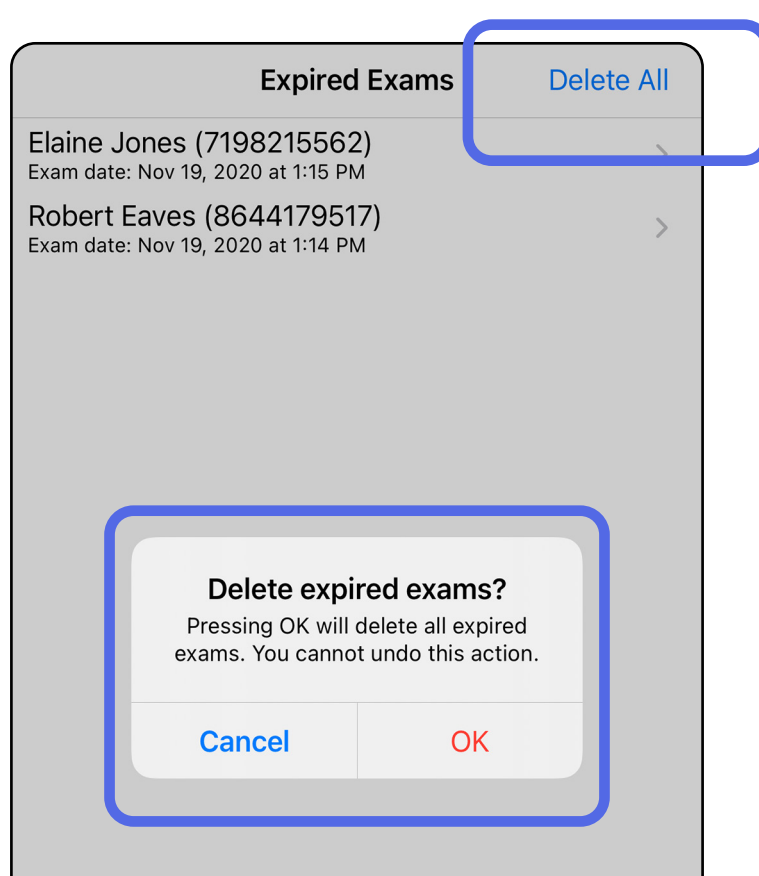 Expired Exams Delete All
Elaine Jones (7198215562)
Exam date: Nov 19, 2020 at 1:15 PM
Robert Eaves (8644179517)
Exam date: Nov 19, 2020 at 1:14 PM
Delete expired exams?
Pressing OK will delete all expired
exams. You cannot undo this action.
Cancel OK